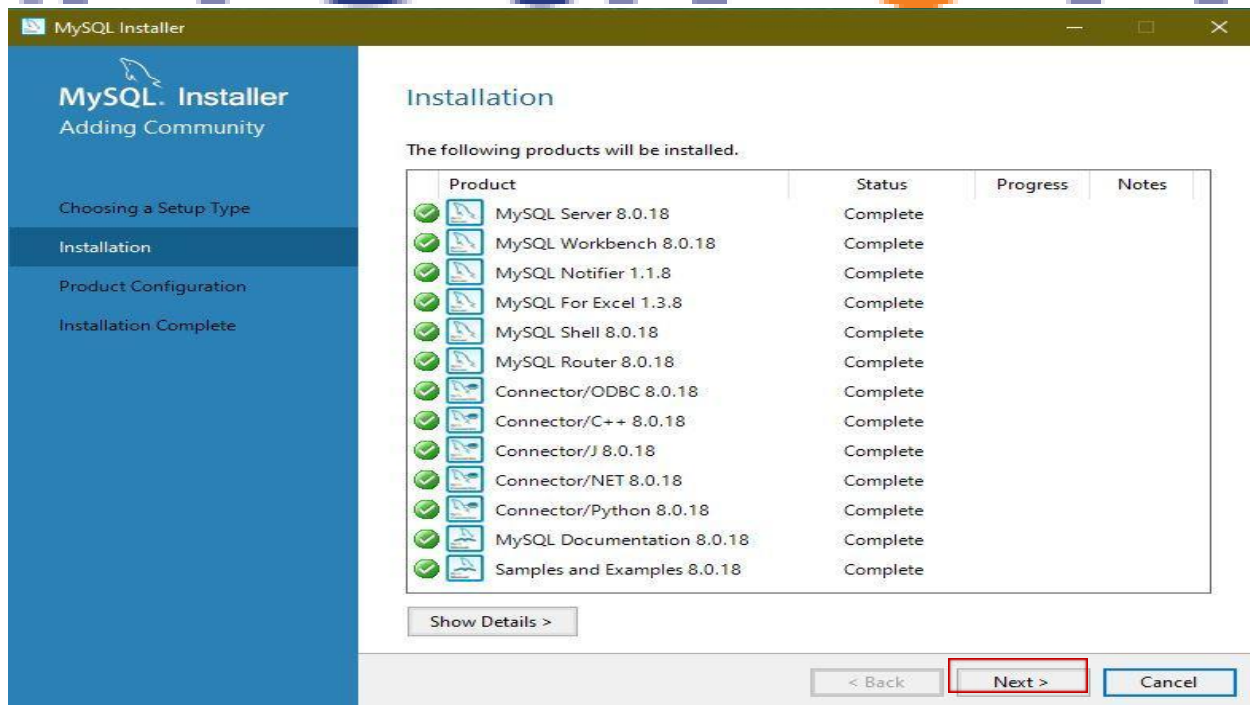 MySQL Installer
MySQL. Installer
Adding Community
Choosing a Setup Type
Installation
Product Configuration
Installation Complete
Installation
The following products will be installed.
Product Status Progress Notes
MySQL Server 8.0.18 Complete
MySQL Workbench 8.0.18 Complete
MySQL Notifier 1.1.8 Complete
MySQL For Excel 1.3.8 Complete
MySQL Shell 8.0.18 Complete
MySQL Router 8.0.18 Complete
Connector/ODBC 8.0.18 Complete
Connector/C++ 8.0.18 Complete
Connector/J 8.0.18 Complete
Connector/NET 8.0.18 Complete
Connector/Python 8.0.18 Complete
MySQL Documentation 8.0.18 Complete
Samples and Examples 8.0.18 Complete
Show Details >
< Back Next > Cancel